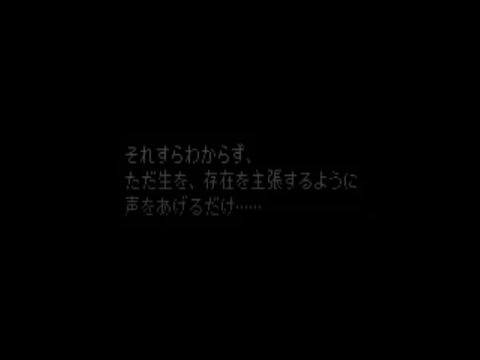 それすらわからず、
ただ生を、存在を主張するように
声をあげるだけ……